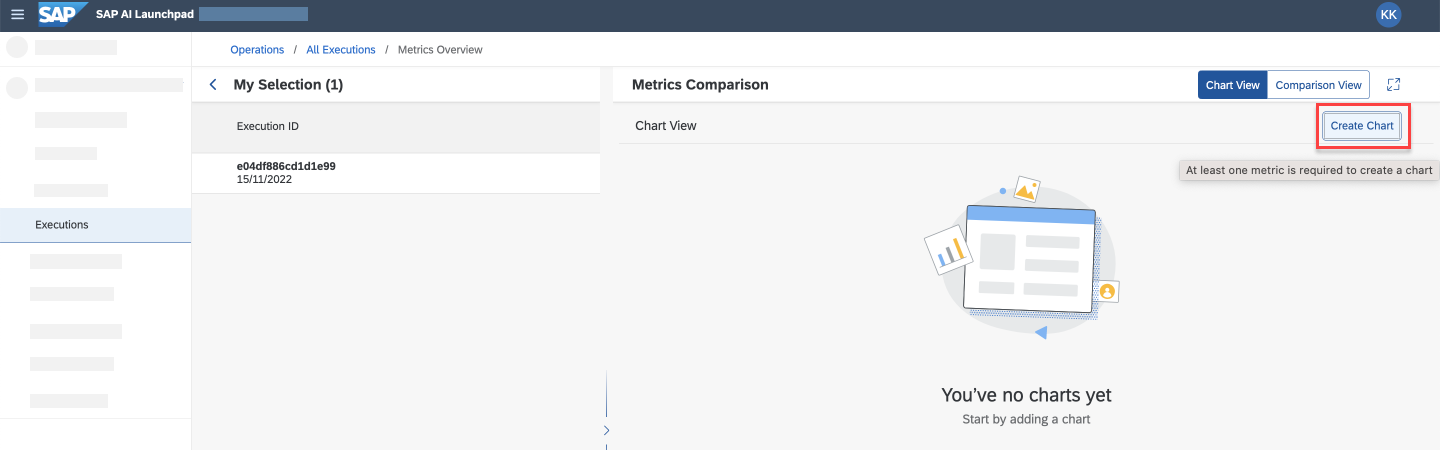 SAP SAP AI Launchpad KK
Operations / All Executions / Metrics Overview
My Selection (1)
Metrics Comparison
Chart View Comparison View
Execution ID
Chart View
Create Chart
e04df886cd1d1e99
15/11/2022
At least one metric is required to create a chart
Executions
You've no charts yet
Start by adding a chart